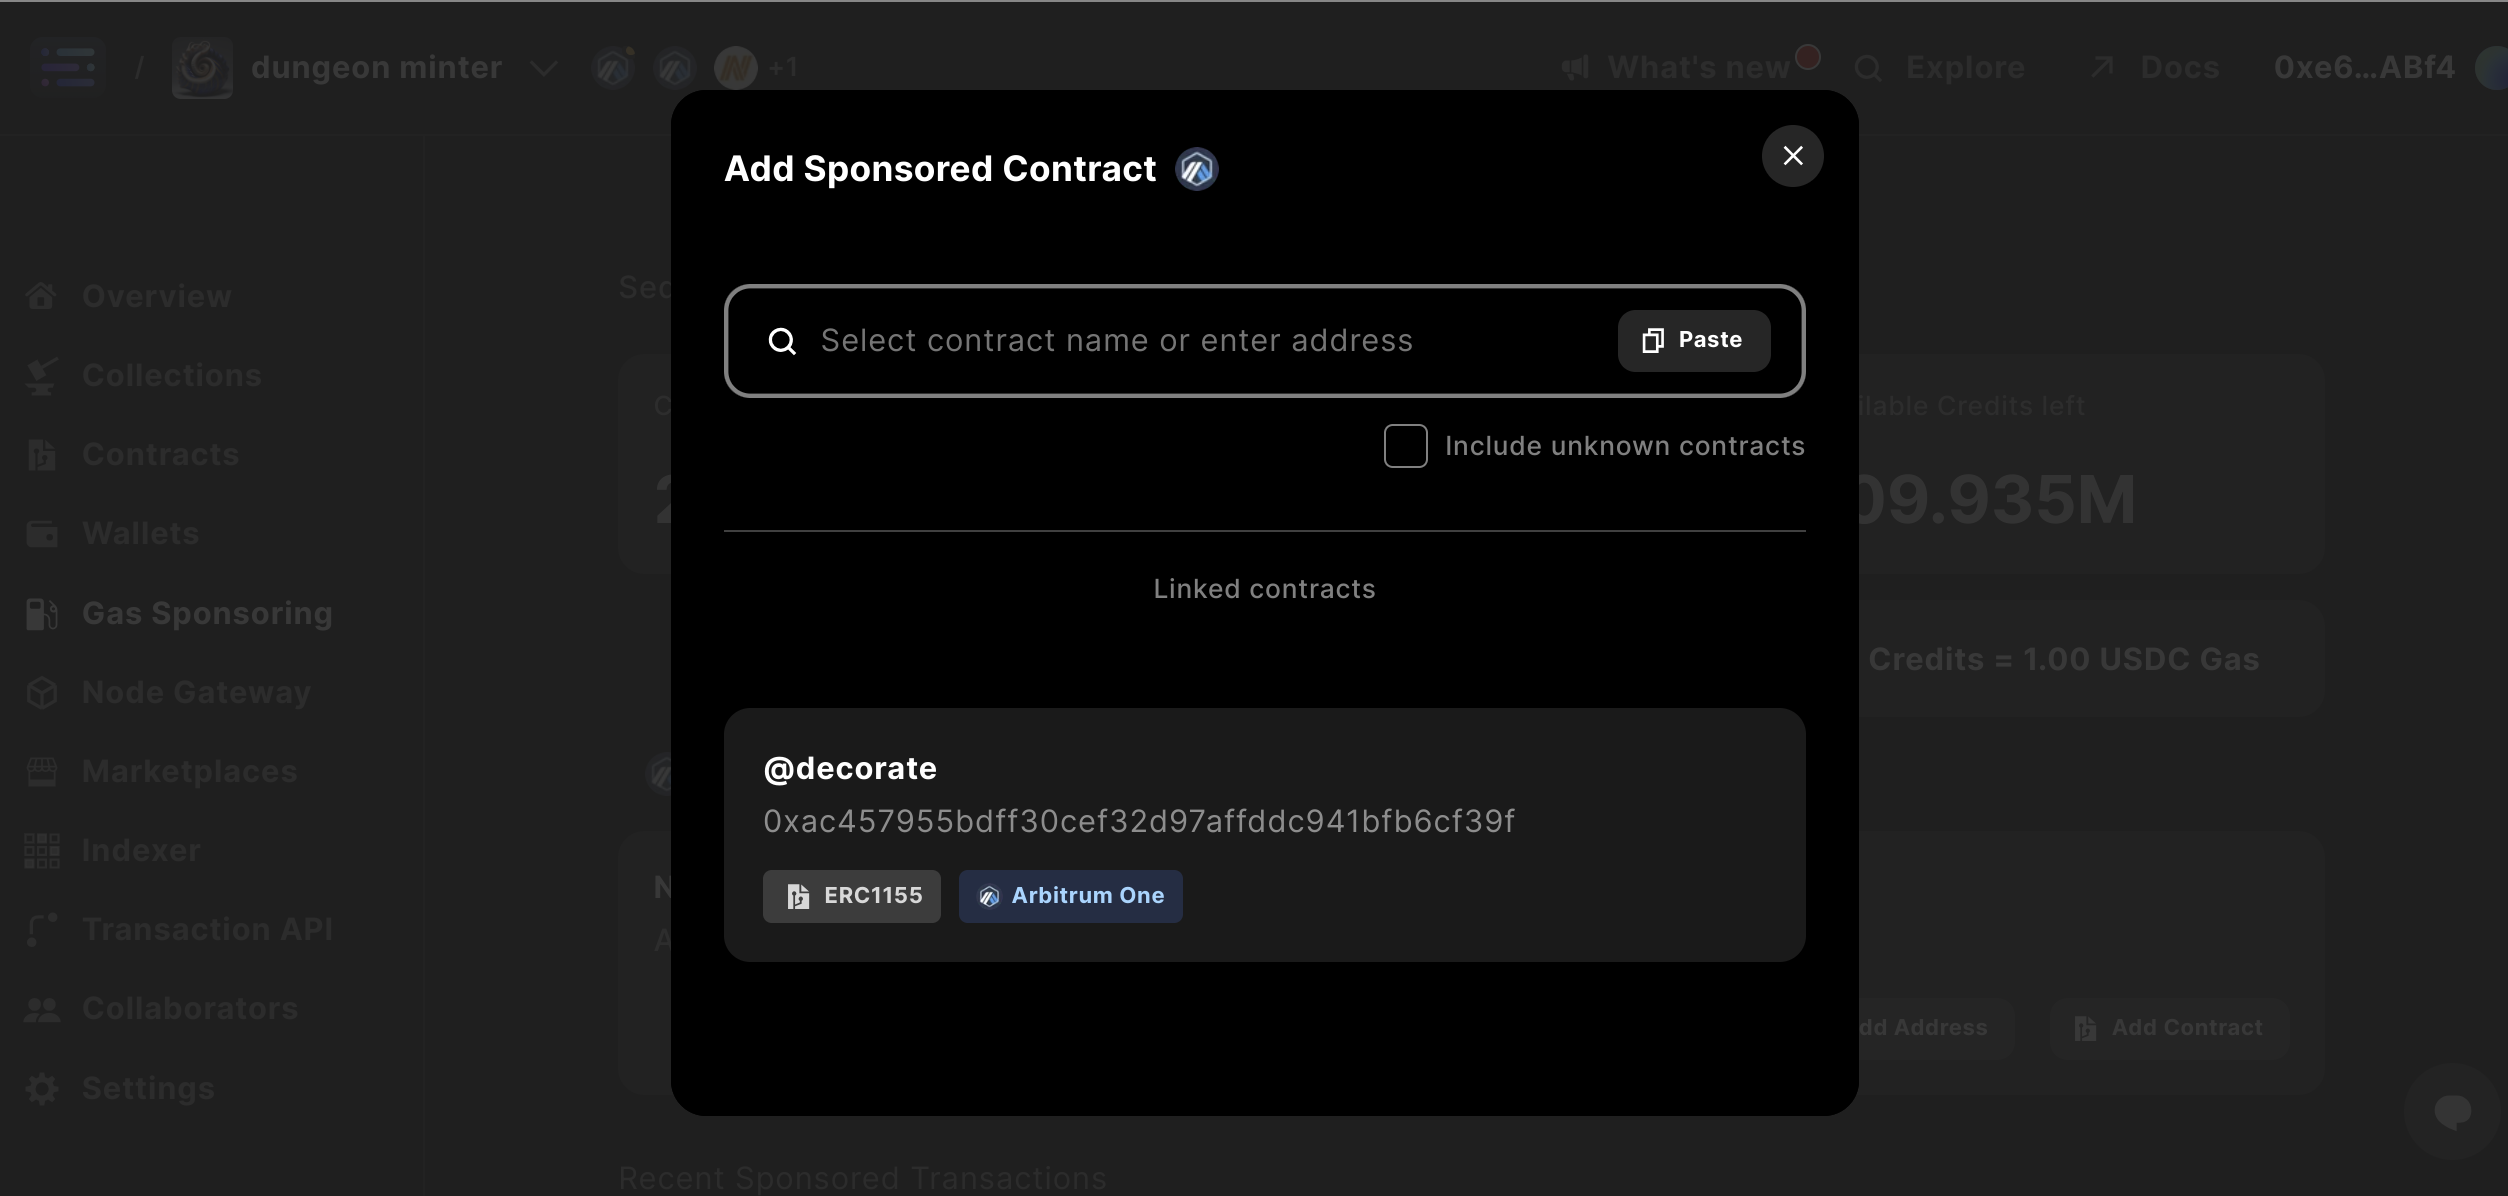 / dungeon minter +1 What's new Explore Docs 0xe6...ABf4
Add Sponsored Contract
Overview
Collections
Contracts
Wallets
Gas Sponsoring
Node Gateway
Marketplaces
Indexer
Transaction API
Collaborators
Settings
Select contract name or enter address
Paste
Include unknown contracts
Linked contracts
@decorate
0xac457955bdff30cef32d97affddc941bfb6cf39f
ERC1155
Arbitrum One
Credits left
09.935M
Credits = 1.00 USDC Gas
Address
Add Contract
Recent Sponsored Transactions